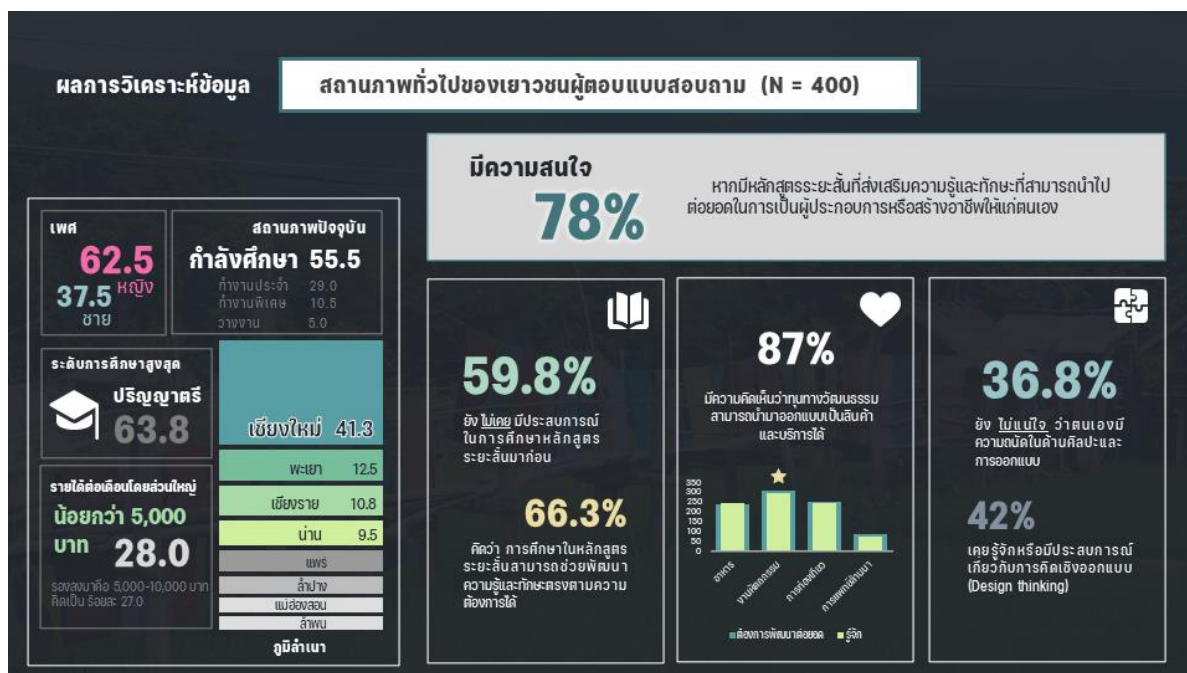 ผลการวิเคราะห์ข้อมูล
สถานภาพทั่วไปของเยาวชนผู้ตอบแบบสอบถาม (N = 400)
มีความสนใจ
78%
หากมีหลักสูตรระยะสั้นที่ส่งเสริมความรู้และทักษะที่สามารถนำไป
ต่อยอดในการเป็นผู้ประกอบการหรือสร้างอาชีพให้แก่ตนเอง
เพศ
62.5
หญิง
37.5
ชาย
สถานภาพปัจจุบัน
กำลังศึกษา 55.5
ทำงานประจำ 29.0
ทำงานพิเศษ 10.5
ว่างงาน 5.0
ระดับการศึกษาสูงสุด
ปริญญาตรี
63.8
รายได้ต่อเดือนโดยส่วนใหญ่
น้อยกว่า 5,000
บาท 28.0
รองลงมาคือ 5,000-10,000 บาท
คิดเป็น ร้อยละ 27.0
เชียงใหม่ 41.3
พะเยา 12.5
เชียงราย 10.8
น่าน 9.5
แพร่
ลำปาง
แม่ฮ่องสอน
ลำพูน
ภูมิลำเนา
59.8%
ยัง ไม่เคย มีประสบการณ์
ในการศึกษาหลักสูตร
ระยะสั้นมาก่อน
66.3%
คิดว่า การศึกษาในหลักสูตร
ระยะสั้นสามารถช่วยพัฒนา
ความรู้และทักษะตรงตามความ
ต้องการได้
87%
มีความคิดเห็นว่าทุนทางวัฒนธรรม
สามารถนำมาออกแบบเป็นสินค้า
และบริการได้
350
300
250
200
150
100
50
0
อาหาร
งานหัตถกรรม
การท่องเที่ยว
การแพทย์ล้านนา
ต้องการพัฒนาต่อยอด
รู้จัก
36.8%
ยัง ไม่แน่ใจ ว่าตนเองมี
ความถนัดในด้านศิลปะและ
การออกแบบ
42%
เคยรู้จักหรือมีประสบการณ์
เกี่ยวกับการคิดเชิงออกแบบ
(Design thinking)